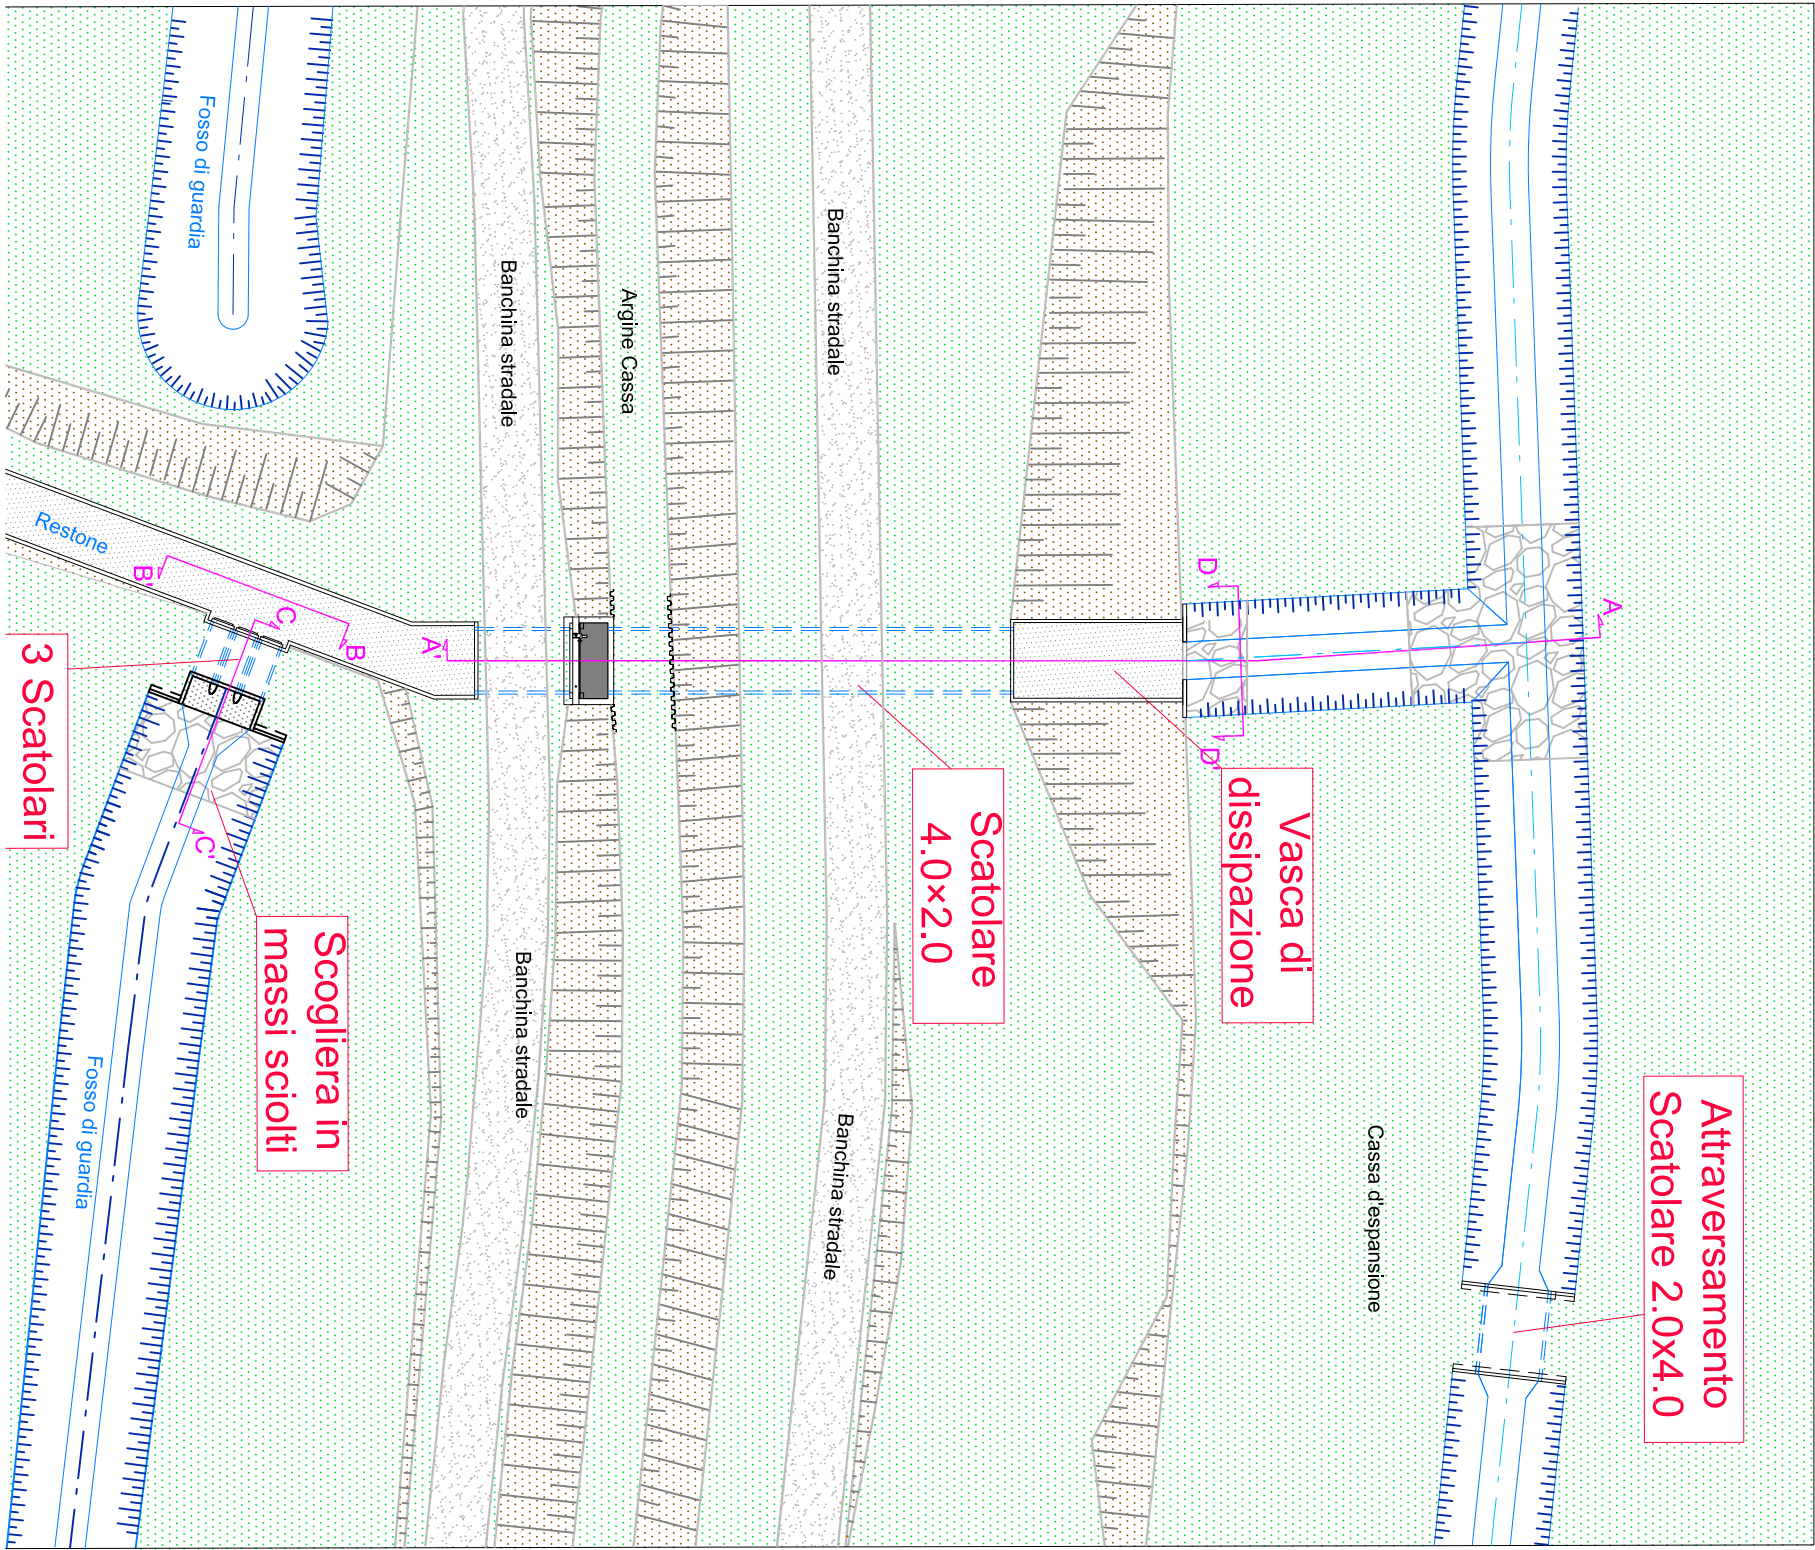 Attraversamento
Scatolare 2.0x4.0
A
Cassa d'espansione
Vasca di
dissipazione
D
D'
Scatolare
4.0×2.0
Banchina stradale
Banchina stradale
Argine Cassa
Banchina stradale
Banchina stradale
A'
B
B'
C
C'
Scogliera in
massi sciolti
Fosso di guardia
Restone
Fosso di guardia
3 Scatolari